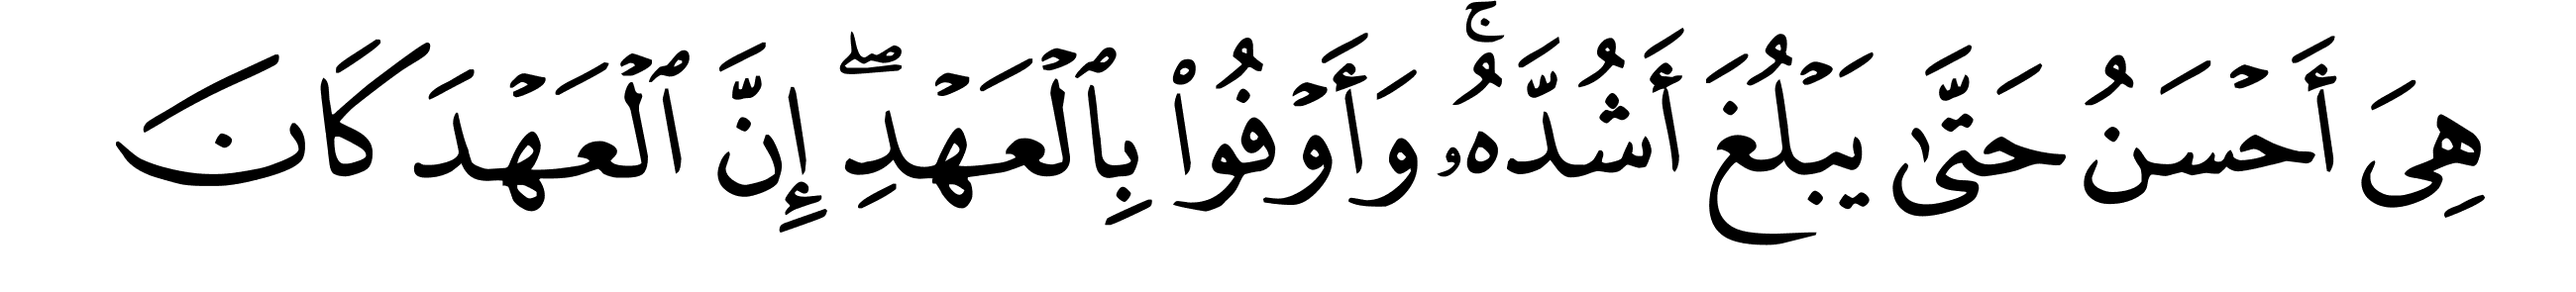 هِىَ أَحۡسَنُ حَتَّىٰ يَبۡلُغَ أَشُدَّهُۥۚ وَأَوۡفُواْ بِٱلۡعَهۡدِۖ إِنَّ ٱلۡعَهۡدَ كَانَ